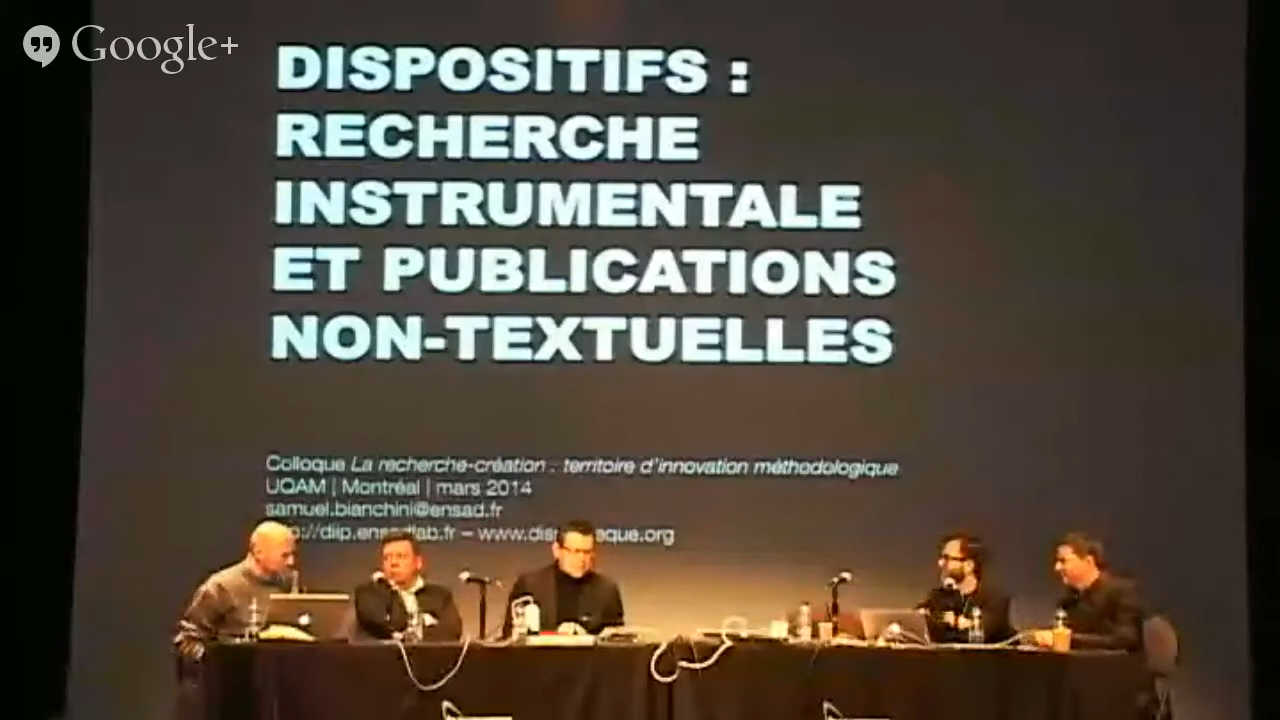 Google+
DISPOSITIFS :
RECHERCHE
INSTRUMENTALE
ET PUBLICATIONS
NON-TEXTUELLES
Colloque La recherche-création : territoire d'innovation méthodologique
UQAM | Montréal | mars 2014
samuel.bianchini@ensad.fr